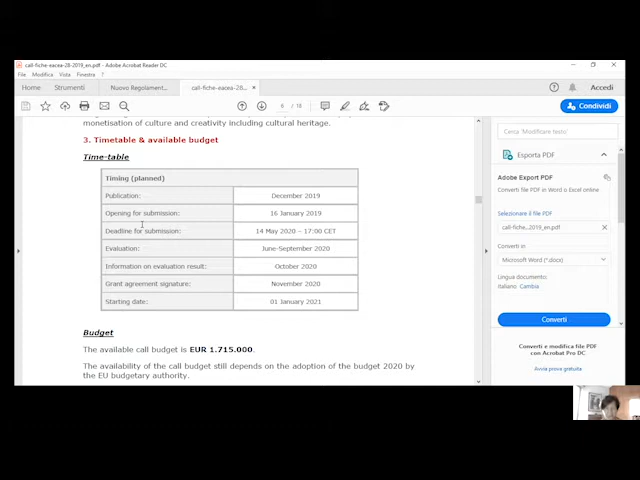 call-fiche-eacea-28-2019_en.pdf - Adobe Acrobat Reader DC
File Modifica Vista Finestra ?
Home Strumenti Nuovo Regolament... call-fiche-eacea-28... × Accedi
6 / 18 Condividi
monetisation of culture and creativity including cultural heritage.
3. Timetable & available budget
Time-table
Timing (planned)
Publication: December 2019
Opening for submission: 16 January 2019
Deadline for submission: 14 May 2020 – 17:00 CET
Evaluation: June-September 2020
Information on evaluation result: October 2020
Grant agreement signature: November 2020
Starting date: 01 January 2021
Budget
The available call budget is EUR 1.715.000.
The availability of the call budget still depends on the adoption of the budget 2020 by
the EU budgetary authority.
Cerca 'Modificare testo'
Esporta PDF
Adobe Export PDF
Converti file PDF in Word o Excel online
Selezionare il file PDF
call-fic...2019_en.pdf ×
Converti in
Microsoft Word (*.docx)
Lingua documento:
Italiano Cambia
Converti
Converti e modifica file PDF
con Acrobat Pro DC
Avvia prova gratuita